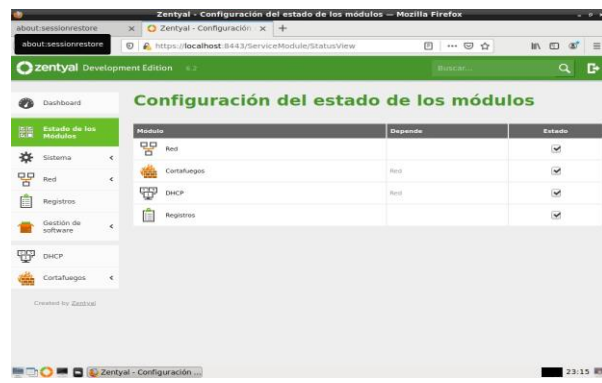 Zentyal - Configuración del estado de los módulos — Mozilla Firefox
about:sessionrestore
Zentyal - Configuración
about:sessionrestore
https://localhost:8443/ServiceModule/StatusView
zentyal Development Edition 6.2
Buscar...
Dashboard
Estado de los Módulos
Sistema
Red
Registros
Gestión de software
DHCP
Cortafuegos
Created by Zentyal
Configuración del estado de los módulos
Módulo Depende Estado
Red
Cortafuegos Red
DHCP Red
Registros
Zentyal - Configuración ...
23:15